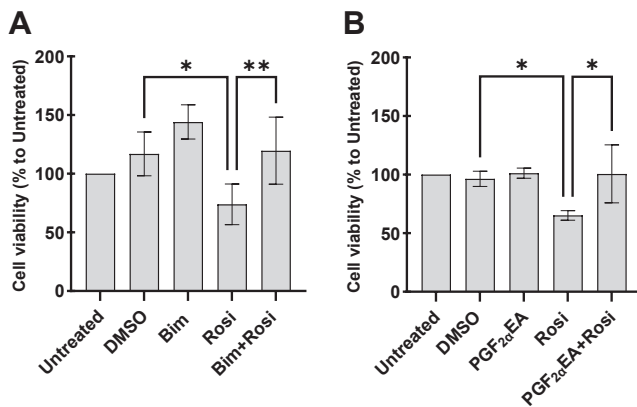 A
Cell viability (% to Untreated)
200
150
100
50
0
*
**
Untreated
DMSO
Bim
Rosi
Bim+Rosi
B
Cell viability (% to Untreated)
200
150
100
50
0
*
*
Untreated
DMSO
PGF₂αEA
Rosi
PGF₂αEA+Rosi